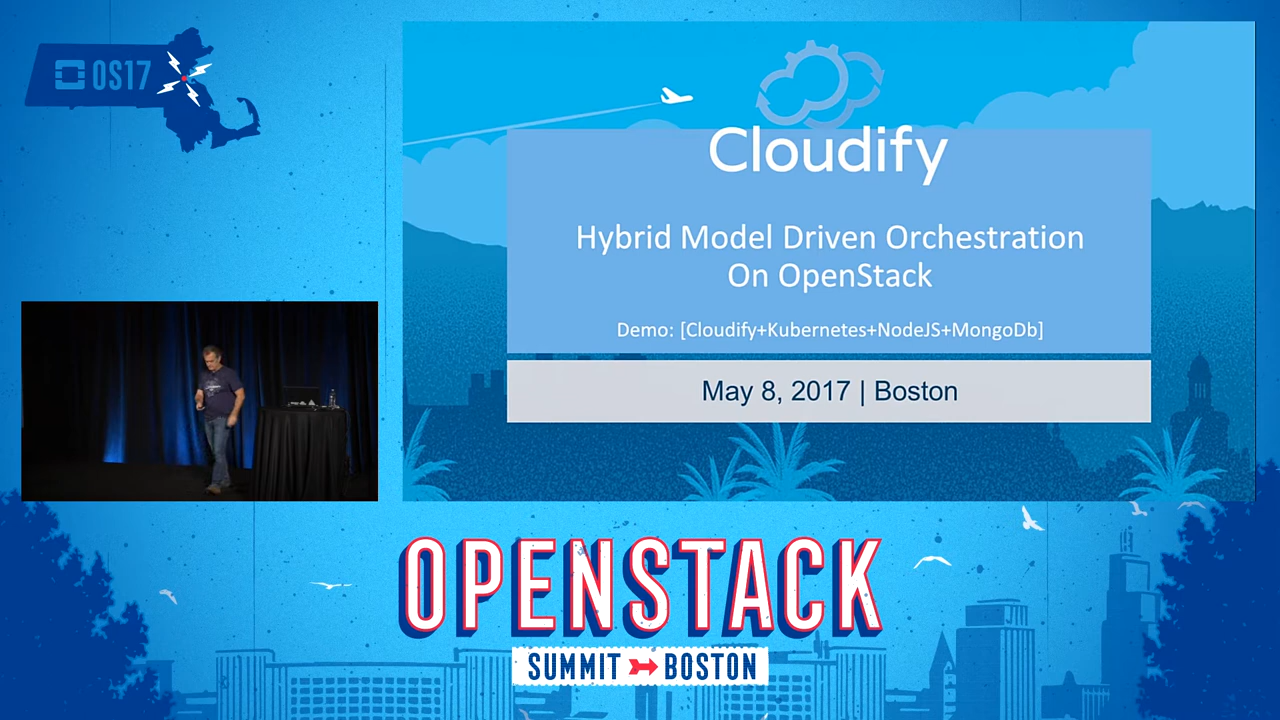 OS17
Cloudify
Hybrid Model Driven Orchestration
On OpenStack
Demo: [Cloudify+Kubernetes+NodeJS+MongoDb]
May 8, 2017 | Boston
OPENSTACK
SUMMIT BOSTON